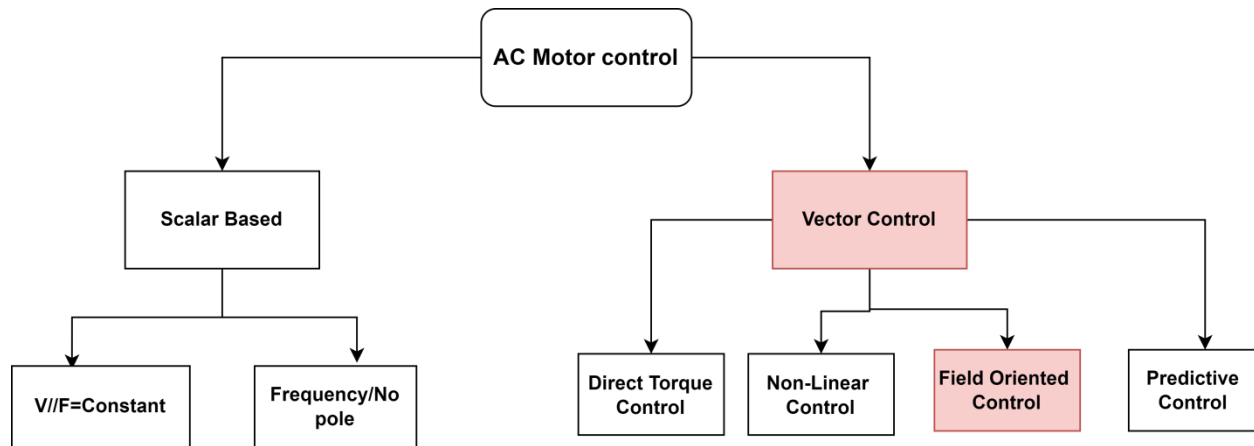 AC Motor control
Scalar Based
Vector Control
V//F=Constant
Frequency/No
pole
Direct Torque
Control
Non-Linear
Control
Field Oriented
Control
Predictive
Control